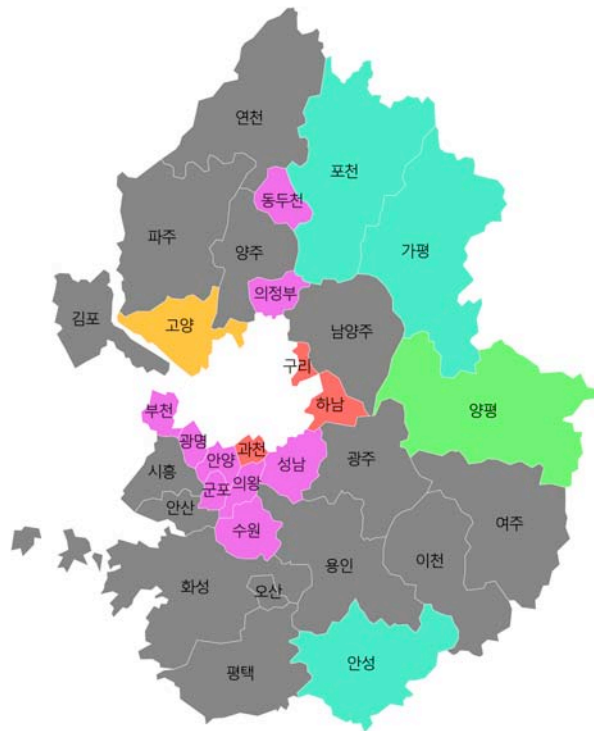 연천
포천
동두천
파주
양주
가평
의정부
김포
고양
남양주
구리
하남
부천
양평
광명
과천
안양
성남
시흥
광주
군포
의왕
안산
여주
수원
용인
이천
화성
오산
안성
평택